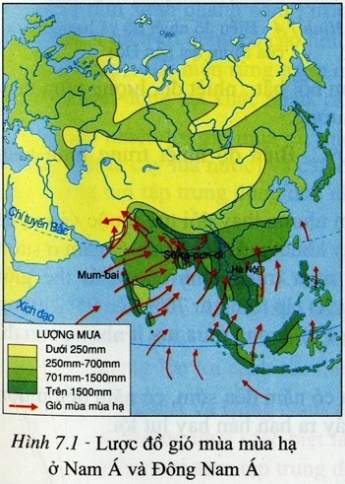 Chí tuyến Bắc
Mum-bai
Sê-ra-pun-di
Hà Nội
Xích đạo
LƯỢNG MƯA
Dưới 250mm
250mm-700mm
701mm-1500mm
Trên 1500mm
Gió mùa mùa hạ
Hình 7.1 - Lược đồ gió mùa mùa hạ
ở Nam Á và Đông Nam Á